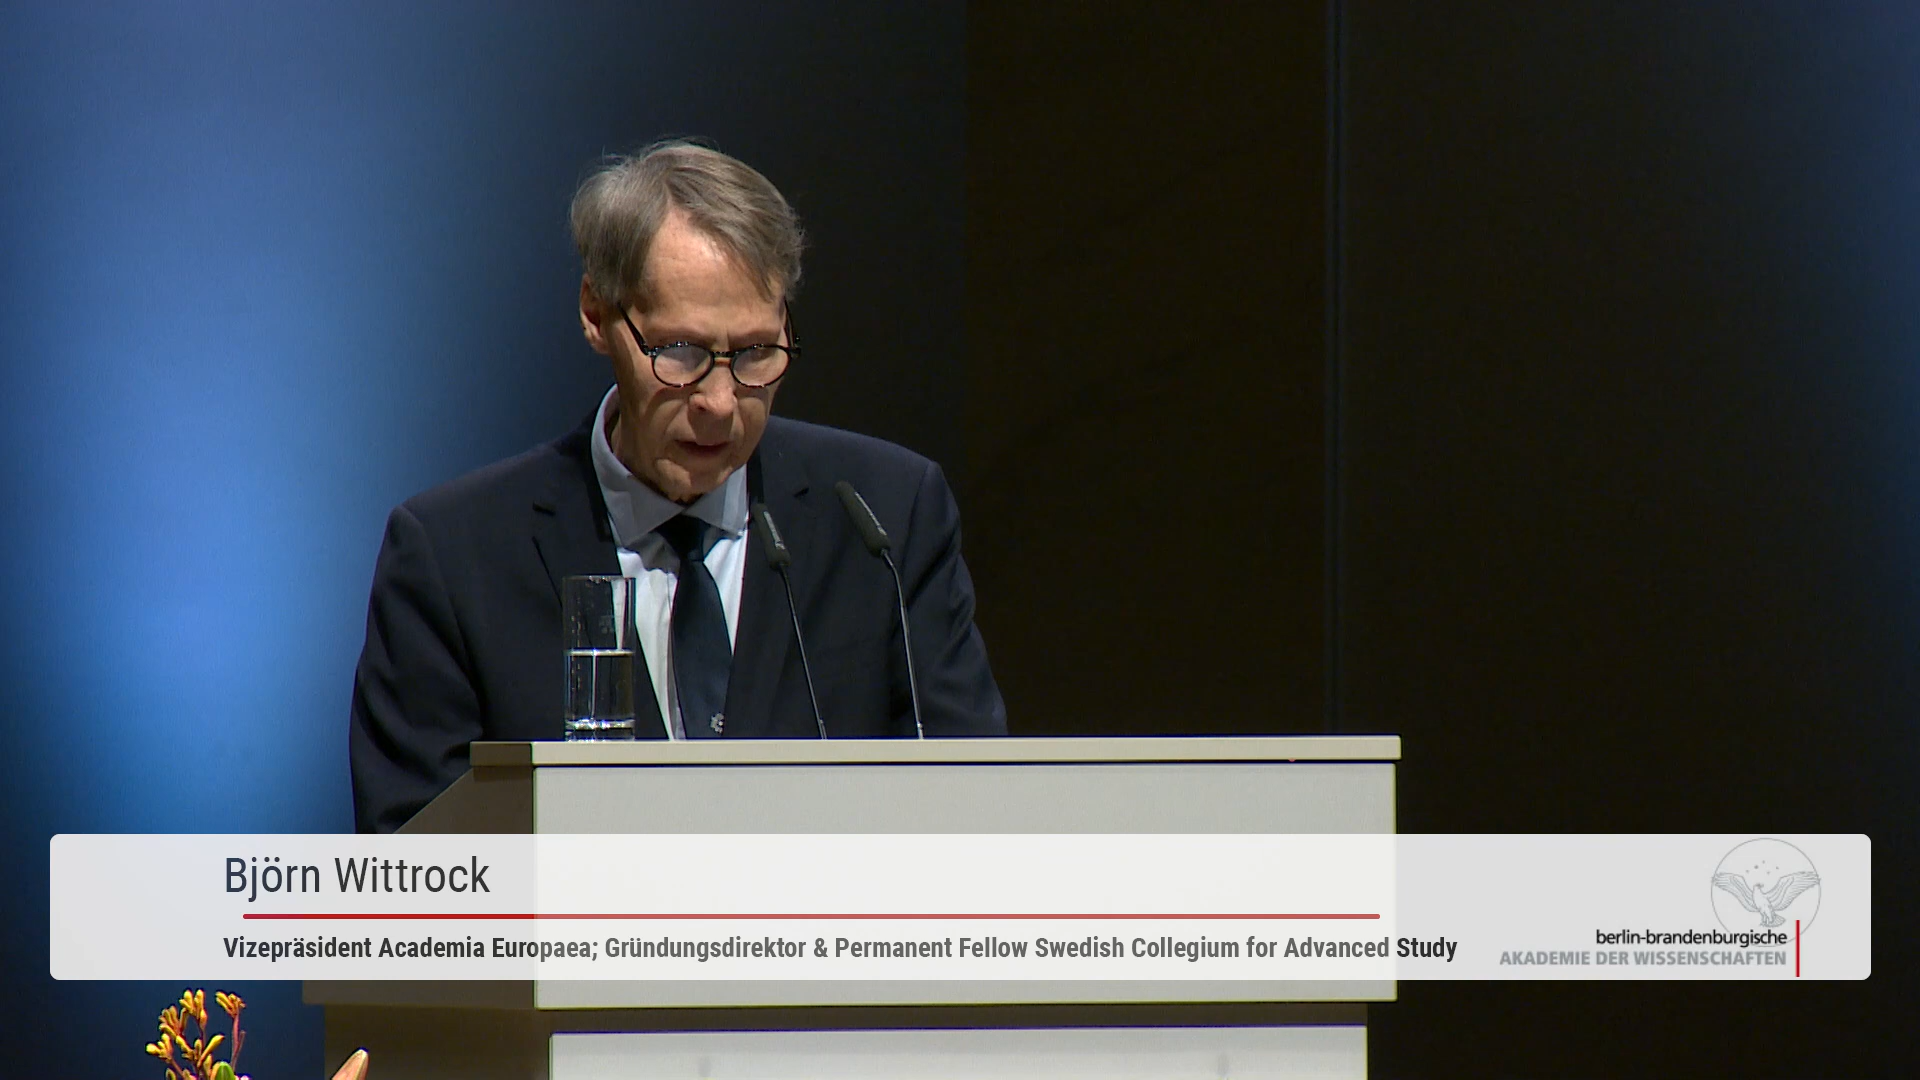 Björn Wittrock
Vizepräsident Academia Europaea; Gründungsdirektor & Permanent Fellow Swedish Collegium for Advanced Study
berlin-brandenburgische
AKADEMIE DER WISSENSCHAFTEN